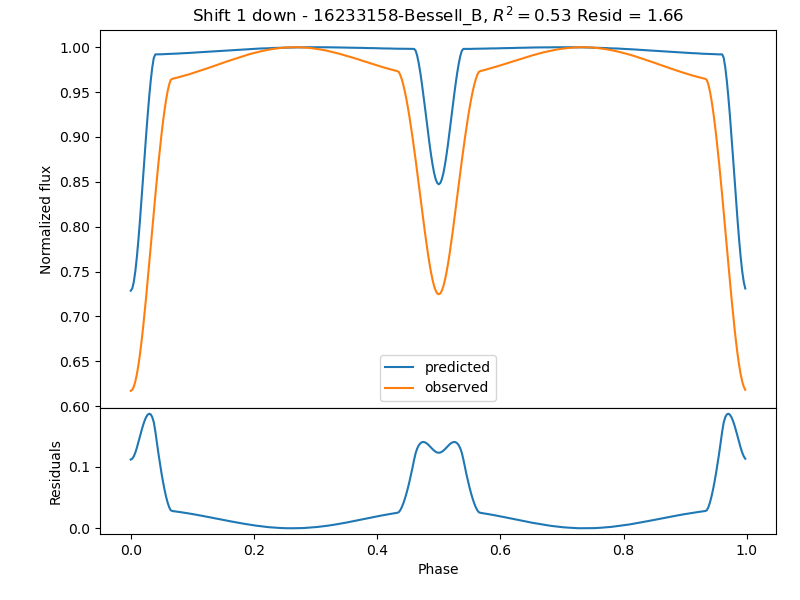 Shift 1 down - 16233158-Bessell_B, $R^2 = 0.53$ Resid = 1.66
Normalized flux
1.00
0.95
0.90
0.85
0.80
0.75
0.70
0.65
0.60
predicted
observed
Residuals
0.1
0.0
0.0
0.2
0.4
0.6
0.8
1.0
Phase